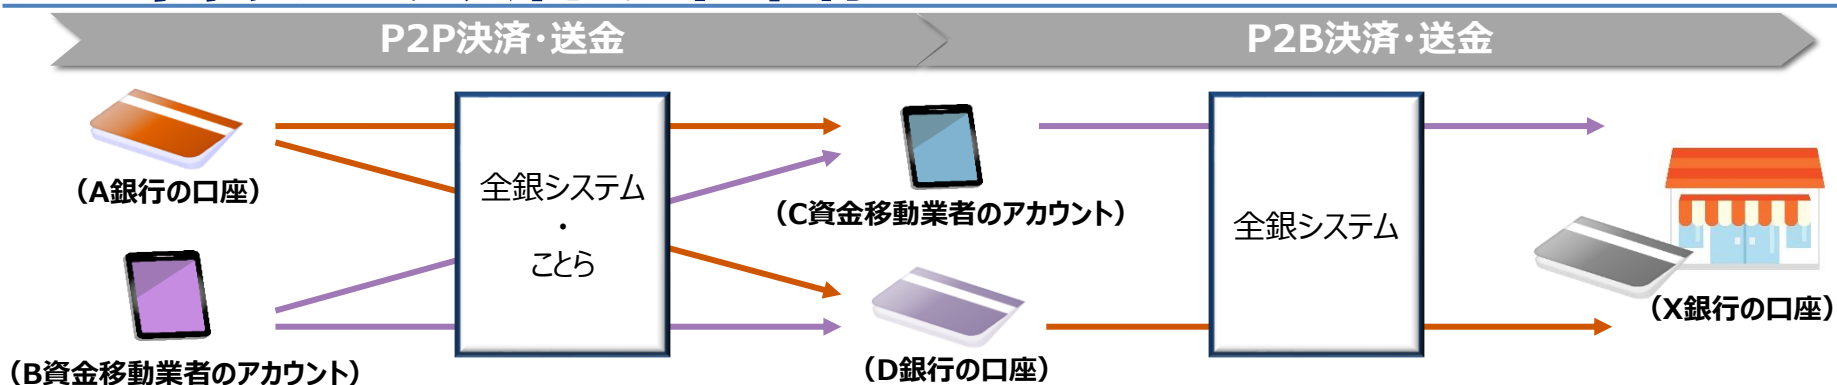 P2P決済・送金
P2B決済・送金
（A銀行の口座）
（B資金移動業者のアカウント）
全銀システム
・
ことら
（C資金移動業者のアカウント）
（D銀行の口座）
全銀システム
（X銀行の口座）